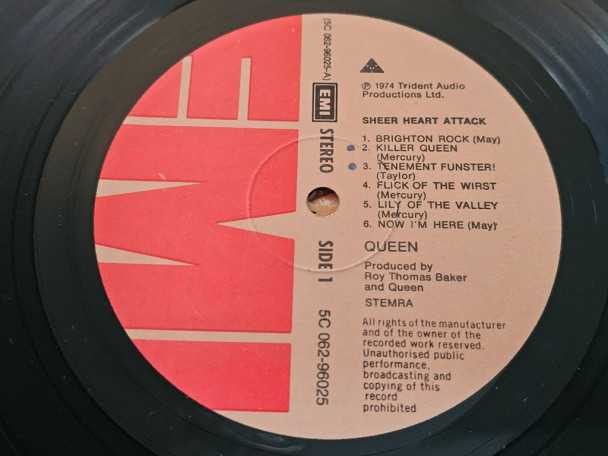 EMI
(5C 062-96025-A)
EMI STEREO SIDE 1 5C 062-96025
℗ 1974 Trident Audio
Productions Ltd.
SHEER HEART ATTACK
1. BRIGHTON ROCK (May)
2. KILLER QUEEN
(Mercury)
3. TENEMENT FUNSTER!
(Taylor)
4. FLICK OF THE WIRST
(Mercury)
5. LILY OF THE VALLEY
(Mercury)
6. NOW I'M HERE (May)
QUEEN
Produced by
Roy Thomas Baker
and Queen
STEMRA
All rights of the manufacturer
and of the owner of the
recorded work reserved.
Unauthorised public
performance,
broadcasting and
copying of this
record
prohibited